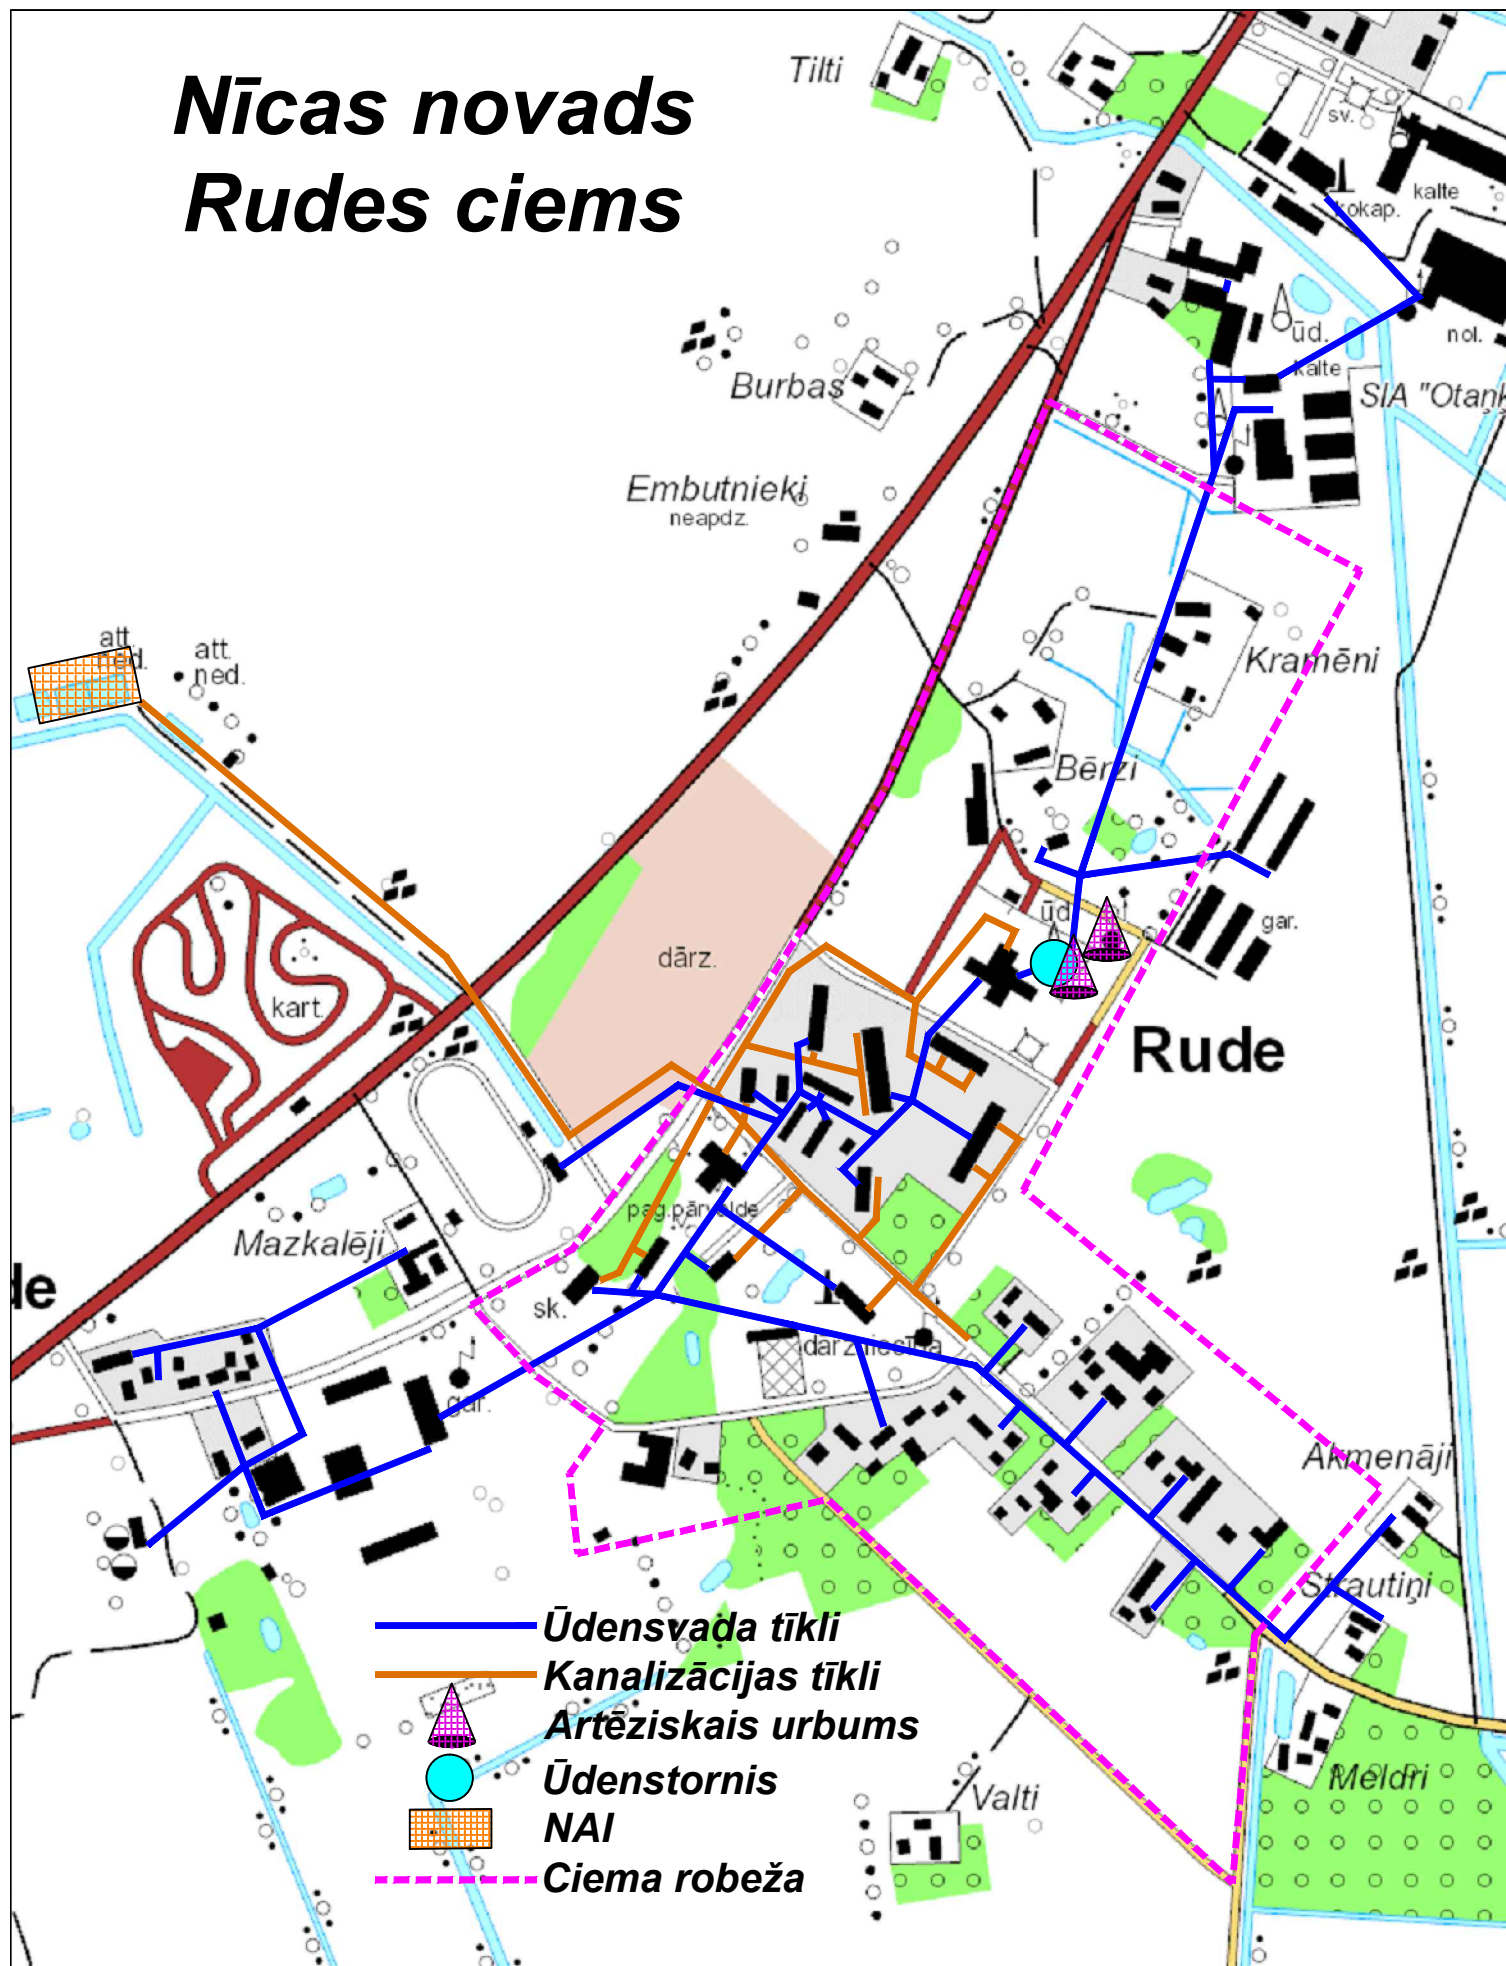 Nīcas novads
Rudes ciems
Tilti
sv.
kalte
kokap.
ūd.
nol.
kalte
SIA "Otaņķ
Burbas
Embutnieki
neapdz.
att.
ned.
att.
ned.
Kramēni
Bērzi
ūd.
gar.
dārz.
kart.
Rude
pag.pārvalde
Mazkalēji
de
sk.
dārzniecība
gar.
Akmenāji
Strautiņi
Ūdensvada tīkli
Kanalizācijas tīkli
Artēziskais urbums
Ūdenstornis
NAI
Ciema robeža
Valti
Meldri